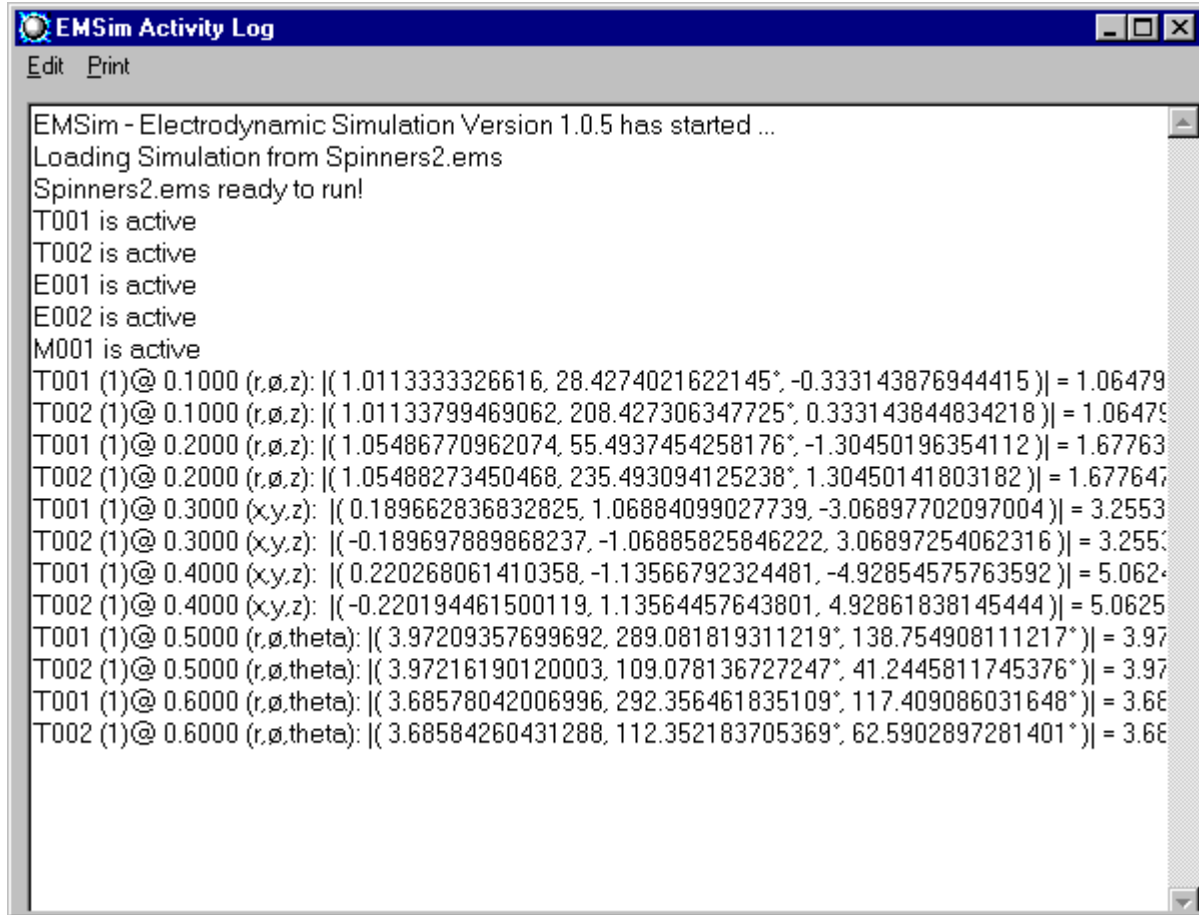 EMSim Activity Log
Edit Print
EMSim - Electrodynamic Simulation Version 1.0.5 has started ...
Loading Simulation from Spinners2.ems
Spinners2.ems ready to run!
T001 is active
T002 is active
E001 is active
E002 is active
M001 is active
T001 (1)@ 0.1000 (r,ø,z): |( 1.0113333326616, 28.4274021622145°, -0.333143876944415 )| = 1.06479
T002 (1)@ 0.1000 (r,ø,z): |( 1.01133799469062, 208.427306347725°, 0.333143844834218 )| = 1.06479
T001 (1)@ 0.2000 (r,ø,z): |( 1.05486770962074, 55.4937454258176°, -1.30450196354112 )| = 1.67763
T002 (1)@ 0.2000 (r,ø,z): |( 1.05488273450468, 235.493094125238°, 1.30450141803182 )| = 1.677647
T001 (1)@ 0.3000 (x,y,z): |( 0.189662836832825, 1.06884099027739, -3.06897702097004 )| = 3.2553
T002 (1)@ 0.3000 (x,y,z): |( -0.189697889868237, -1.06885825846222, 3.06897254062316 )| = 3.255
T001 (1)@ 0.4000 (x,y,z): |( 0.220268061410358, -1.13566792324481, -4.92854575763592 )| = 5.062
T002 (1)@ 0.4000 (x,y,z): |( -0.220194461500119, 1.13564457643801, 4.92861838145444 )| = 5.0625
T001 (1)@ 0.5000 (r,ø,theta): |( 3.97209357699692, 289.081819311219°, 138.754908111217° )| = 3.97
T002 (1)@ 0.5000 (r,ø,theta): |( 3.97216190120003, 109.078136727247°, 41.2445811745376° )| = 3.97
T001 (1)@ 0.6000 (r,ø,theta): |( 3.68578042006996, 292.356461835109°, 117.409086031648° )| = 3.68
T002 (1)@ 0.6000 (r,ø,theta): |( 3.68584260431288, 112.352183705369°, 62.5902897281401° )| = 3.68